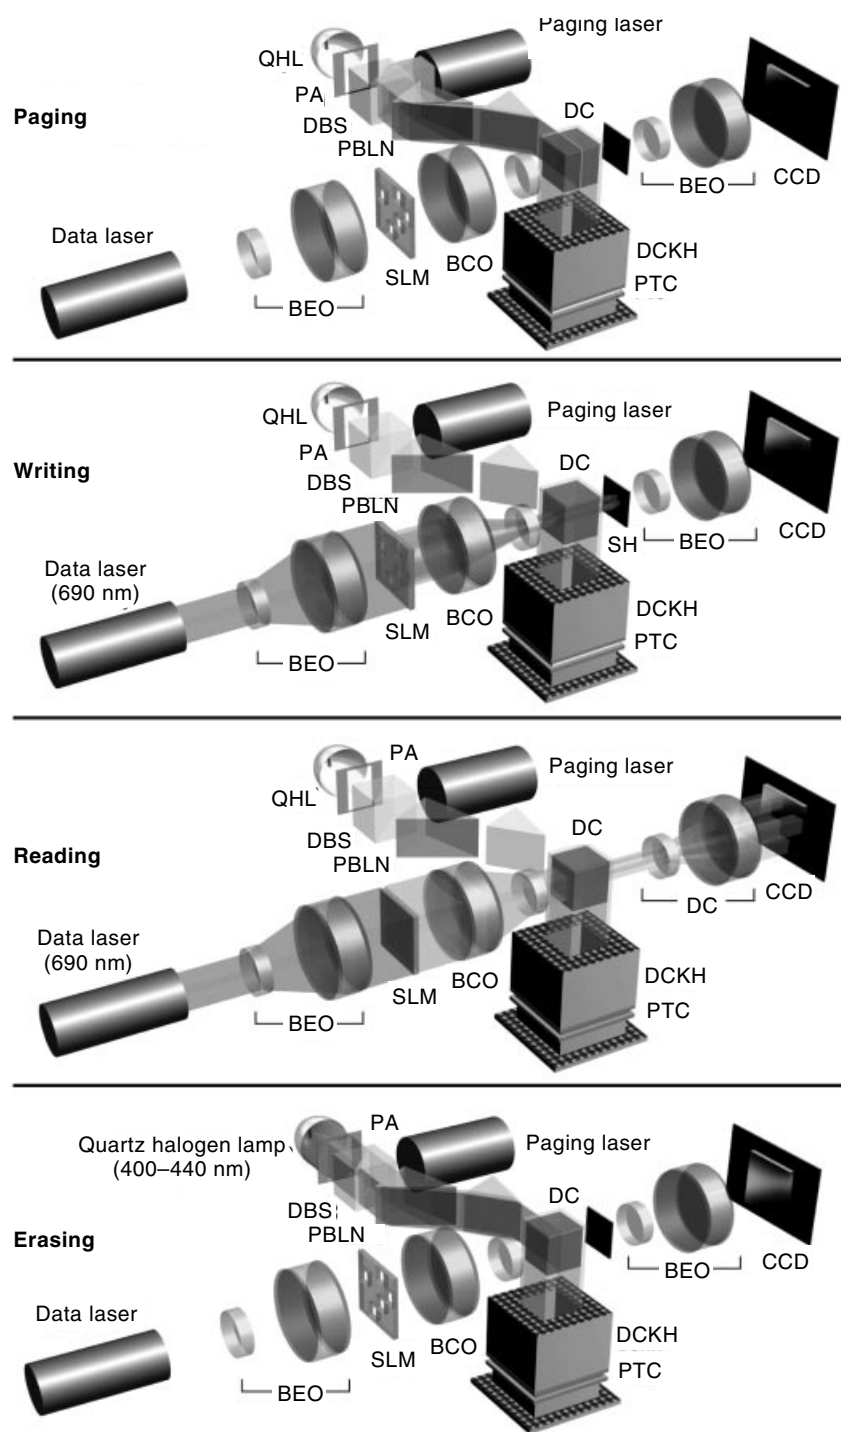 Paging laser
QHL
PA
DC
Paging
DBS
PBLN
BEO
CCD
Data laser
DCKH
BCO
SLM
PTC
BEO
QHL
Paging laser
PA
DC
Writing
DBS
PBLN
SH
BEO
CCD
Data laser
(690 nm)
DCKH
BCO
SLM
PTC
BEO
PA
Paging laser
QHL
DC
DBS
Reading
PBLN
CCD
DC
Data laser
(690 nm)
DCKH
BCO
SLM
PTC
BEO
PA
Quartz halogen lamp
(400–440 nm)
Paging laser
DC
DBS
PBLN
Erasing
CCD
BEO
Data laser
DCKH
BCO
SLM
PTC
BEO